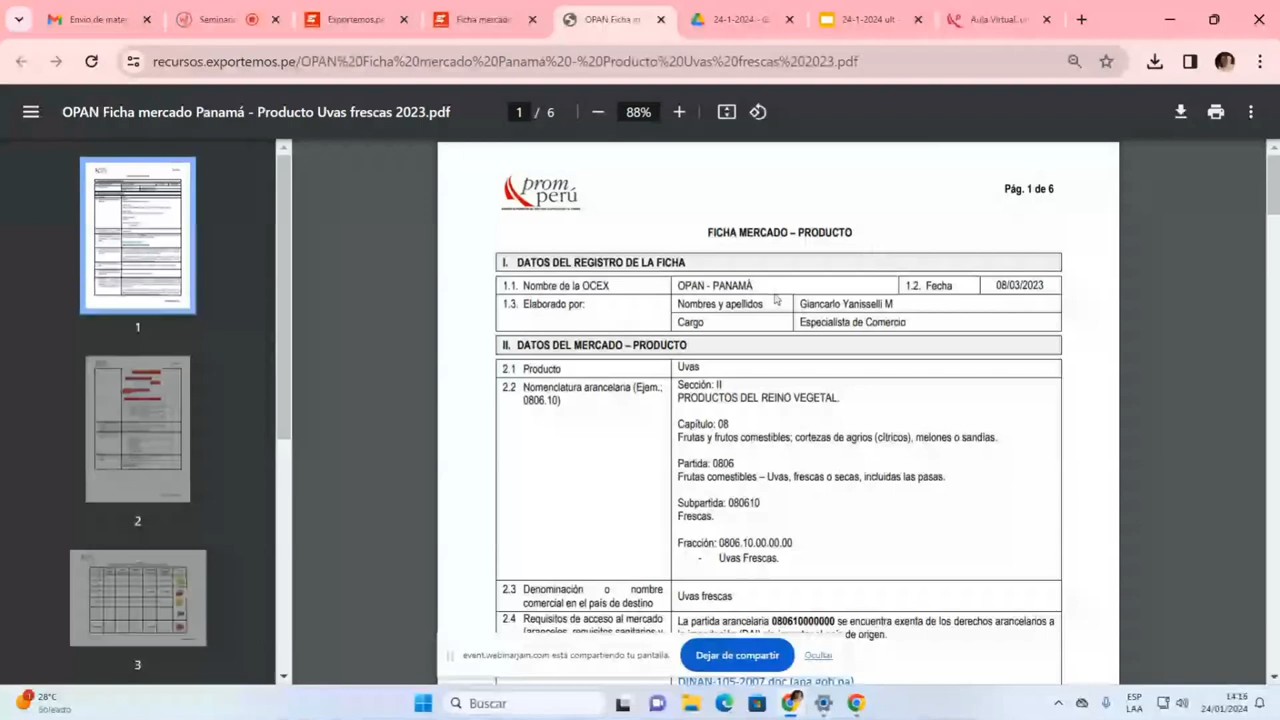 Envio de mater
Seminar
Exportemos.pe
Ficha mercado
OPAN Ficha m
24-1-2024 - G
24-1-2024 ult
Aula Virtual. un
recursos.exportemos.pe/OPAN%20Ficha%20mercado%20Panamá%20-%20Producto%20Uvas%20frescas%202023.pdf
OPAN Ficha mercado Panamá - Producto Uvas frescas 2023.pdf
1 / 6
88%
1
2
3
prom
perú
Pág. 1 de 6
FICHA MERCADO – PRODUCTO
I. DATOS DEL REGISTRO DE LA FICHA
1.1. Nombre de la OCEX OPAN - PANAMÁ 1.2. Fecha 08/03/2023
1.3. Elaborado por: Nombres y apellidos Giancarlo Yanisselli M
Cargo Especialista de Comercio
II. DATOS DEL MERCADO – PRODUCTO
2.1 Producto Uvas
2.2 Nomenclatura arancelaria (Ejem.:
0806.10)
Sección: II
PRODUCTOS DEL REINO VEGETAL.
Capítulo: 08
Frutas y frutos comestibles; cortezas de agrios (cítricos), melones o sandías.
Partida: 0806
Frutas comestibles – Uvas, frescas o secas, incluidas las pasas.
Subpartida: 080610
Frescas.
Fracción: 0806.10.00.00.00
- Uvas Frescas.
2.3 Denominación o nombre
comercial en el país de destino
Uvas frescas
2.4 Requisitos de acceso al mercado
(aranceles, requisitos sanitarios y
La partida arancelaria 080610000000 se encuentra exenta de los derechos arancelarios a
de origen.
event.webinarjam.com está compartiendo tu pantalla.
Dejar de compartir
Ocultar
DINAN-105-2007.doc (apa.gob.pa)
28°C
Soleado
Buscar
ESP
LAA
14:16
24/01/2024